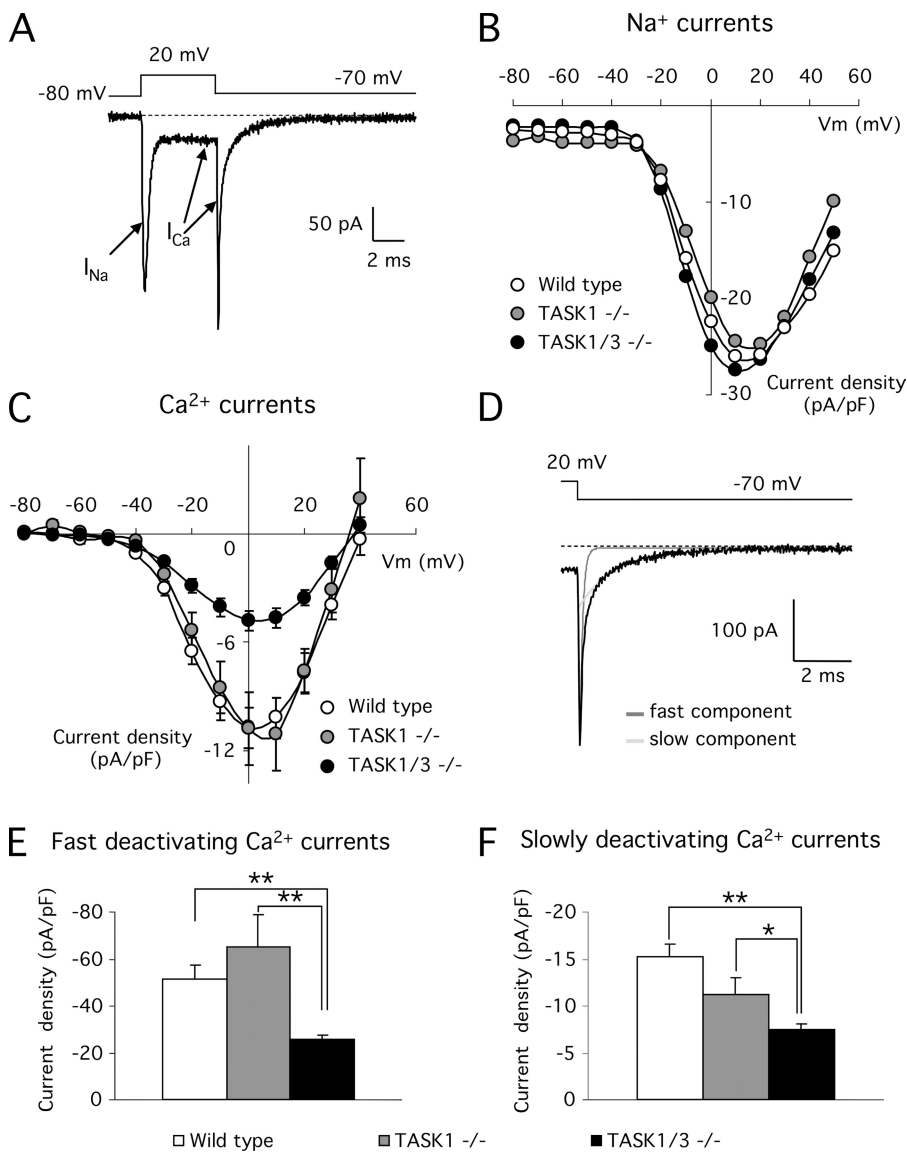 A
20 mV
-80 mV
-70 mV
I Na
I Ca
50 pA
2 ms
B
Na+ currents
-80 -60 -40 -20 0 20 40 60
Vm (mV)
-10
-20
-30
Wild type
TASK1 -/-
TASK1/3 -/-
Current density
(pA/pF)
C
Ca2+ currents
-80 -60 -40 -20 20 40 60
0
Vm (mV)
-6
-12
Wild type
TASK1 -/-
TASK1/3 -/-
Current density
(pA/pF)
D
20 mV
-70 mV
100 pA
2 ms
fast component
slow component
E
Fast deactivating Ca2+ currents
Current density (pA/pF)
-80
-60
-40
-20
0
**
**
F
Slowly deactivating Ca2+ currents
Current density (pA/pF)
-20
-15
-10
-5
0
**
*
Wild type TASK1 -/- TASK1/3 -/-